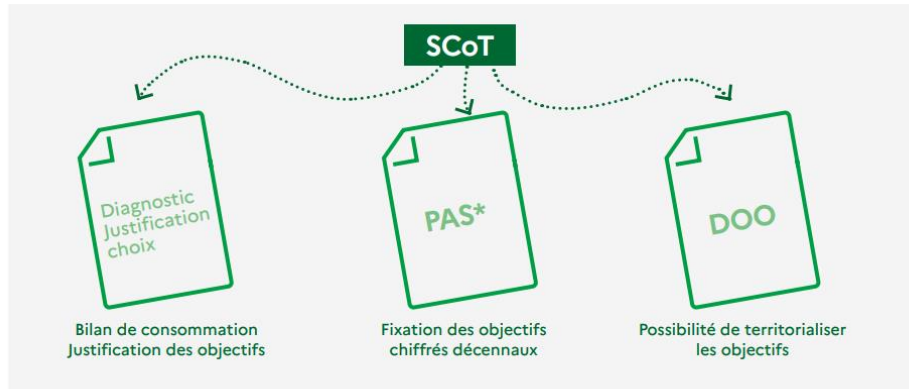 SCoT
Diagnostic
Justification
choix
PAS*
DOO
Bilan de consommation
Justification des objectifs
Fixation des objectifs
chiffrés décennaux
Possibilité de territorialiser
les objectifs